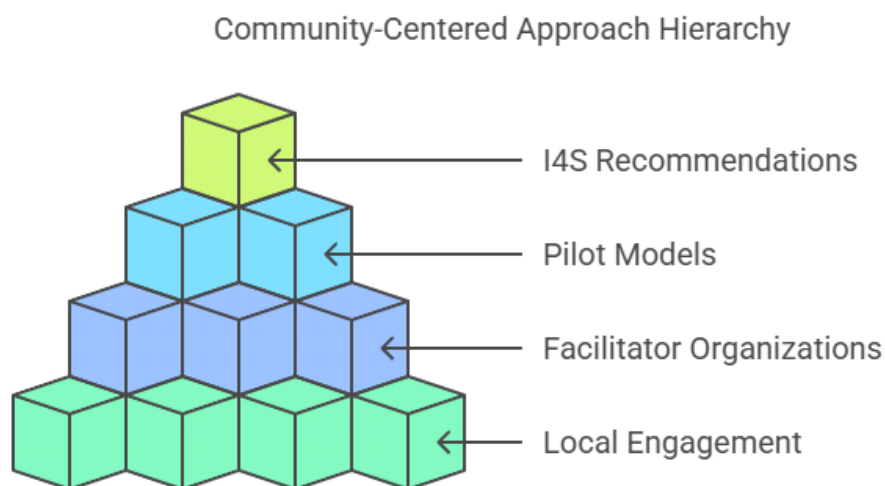 Community-Centered Approach Hierarchy
I4S Recommendations
Pilot Models
Facilitator Organizations
Local Engagement